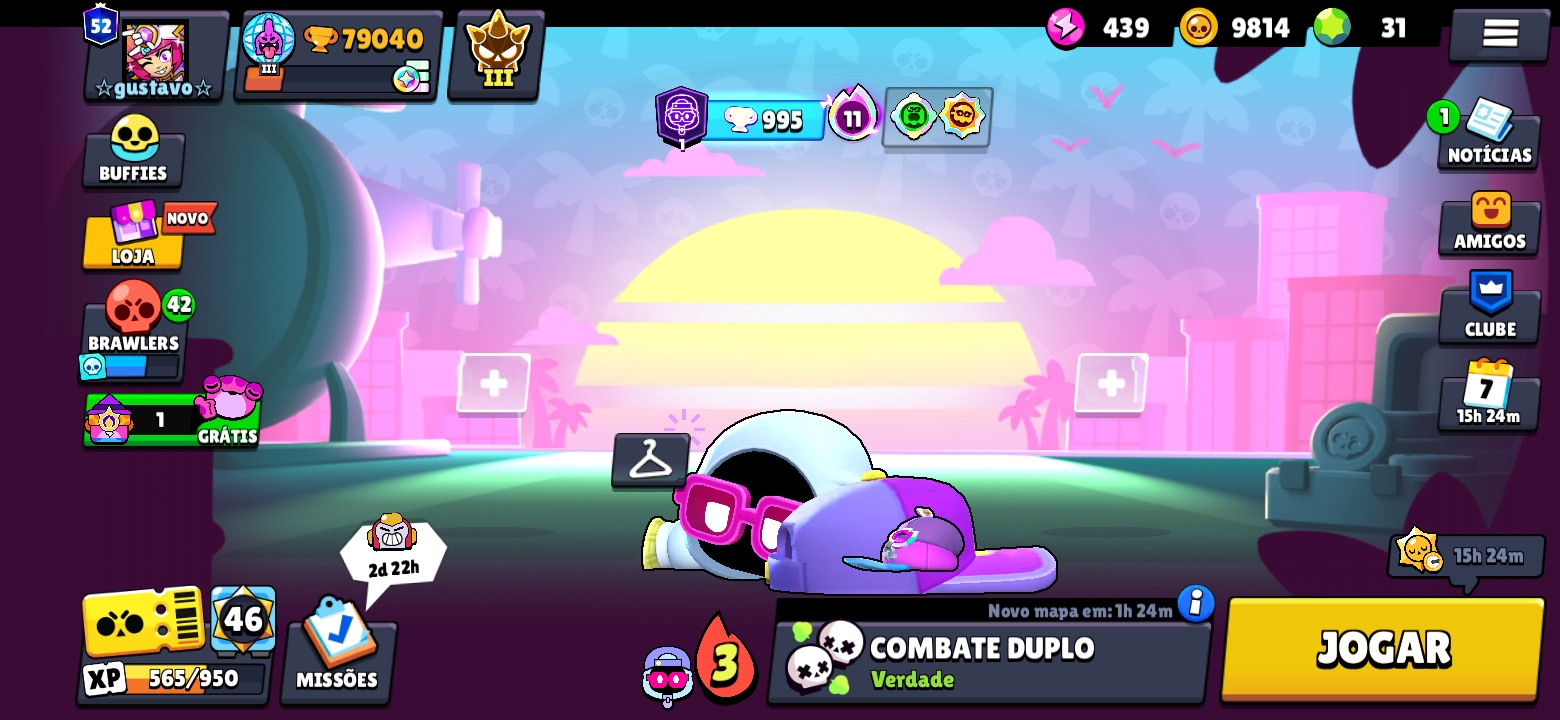 52
☆gustavo☆
III
79040
III
439
9814
31
995
11
1
BUFFIES
NOVO
LOJA
42
BRAWLERS
1
GRÁTIS
1
NOTÍCIAS
AMIGOS
CLUBE
7
15h 24m
2d 22h
46
XP 565/950
MISSÕES
3
Novo mapa em: 1h 24m
i
COMBATE DUPLO
Verdade
15h 24m
JOGAR